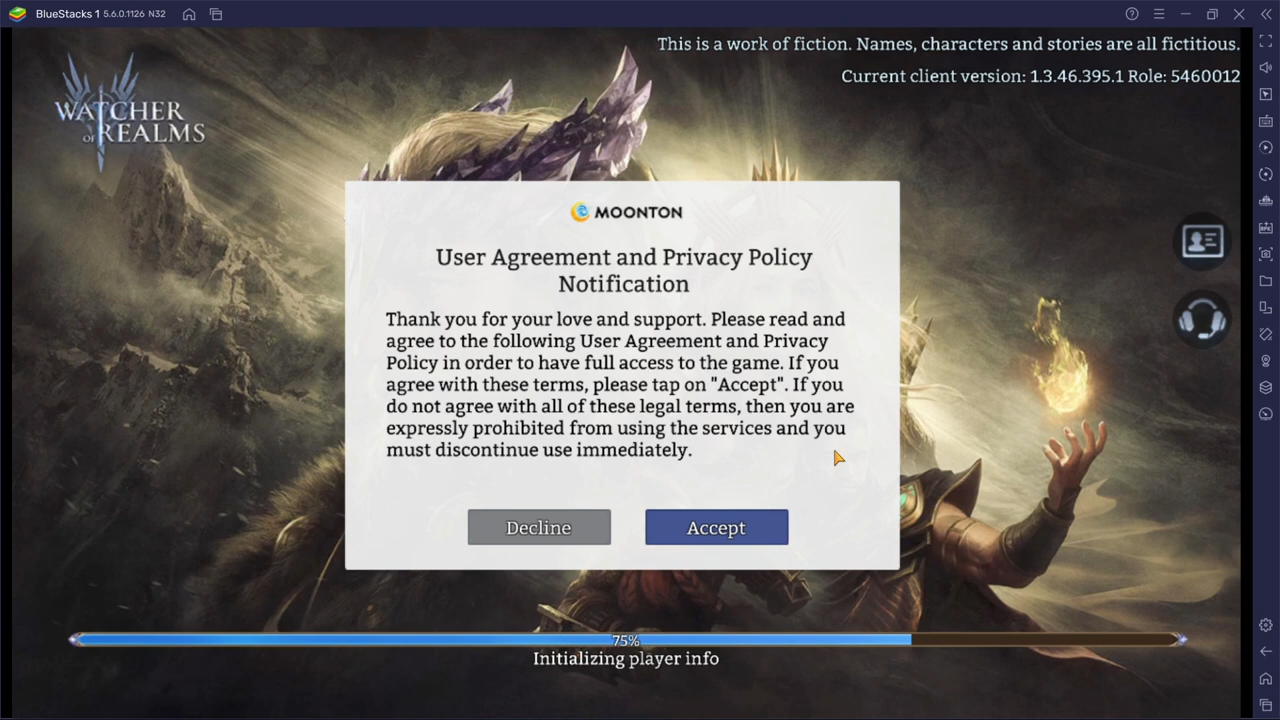 BlueStacks 1 5.6.0.1126 N32
This is a work of fiction. Names, characters and stories are all fictitious.
Current client version: 1.3.46.395.1 Role: 5460012
WATCHER
OF REALMS
MOONTON
User Agreement and Privacy Policy
Notification
Thank you for your love and support. Please read and
agree to the following User Agreement and Privacy
Policy in order to have full access to the game. If you
agree with these terms, please tap on "Accept". If you
do not agree with all of these legal terms, then you are
expressly prohibited from using the services and you
must discontinue use immediately.
Decline Accept
75%
Initializing player info